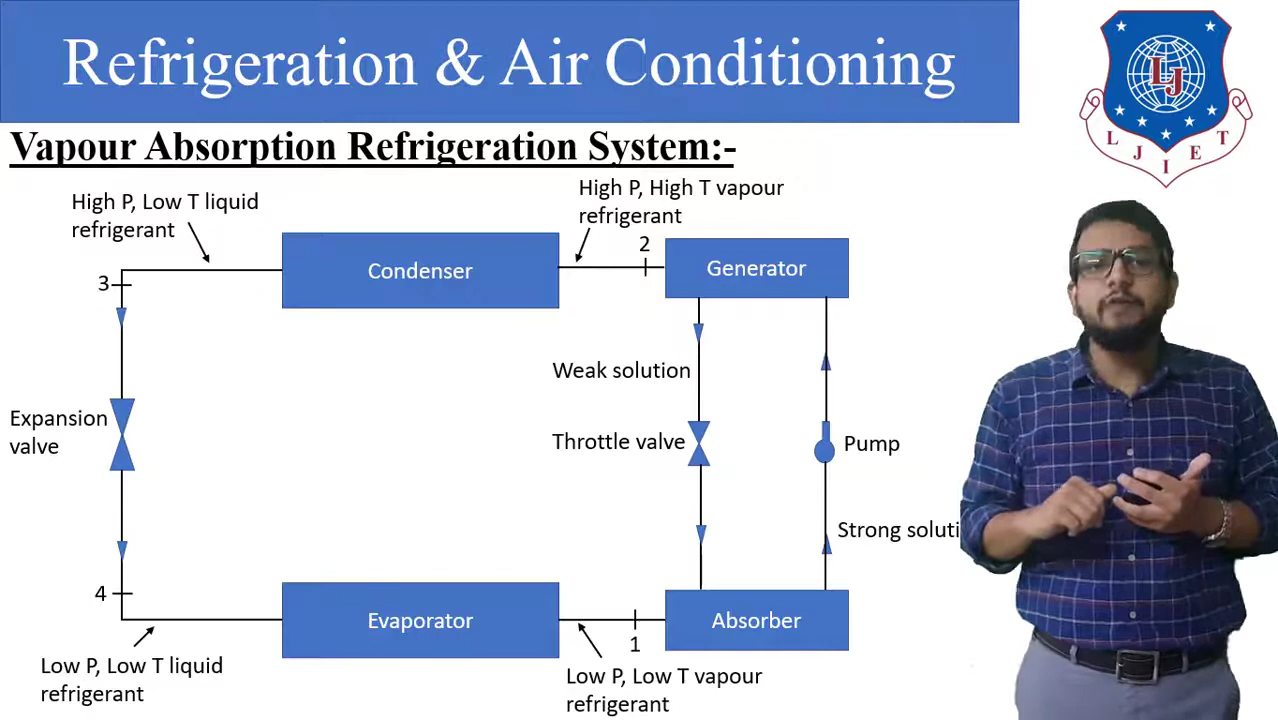 Refrigeration & Air Conditioning
LJ
L J I E T
Vapour Absorption Refrigeration System:-
High P, Low T liquid
refrigerant
High P, High T vapour
refrigerant
2
Condenser
Generator
3
Weak solution
Expansion
valve
Throttle valve
Pump
Strong soluti
4
Evaporator
Absorber
1
Low P, Low T liquid
refrigerant
Low P, Low T vapour
refrigerant